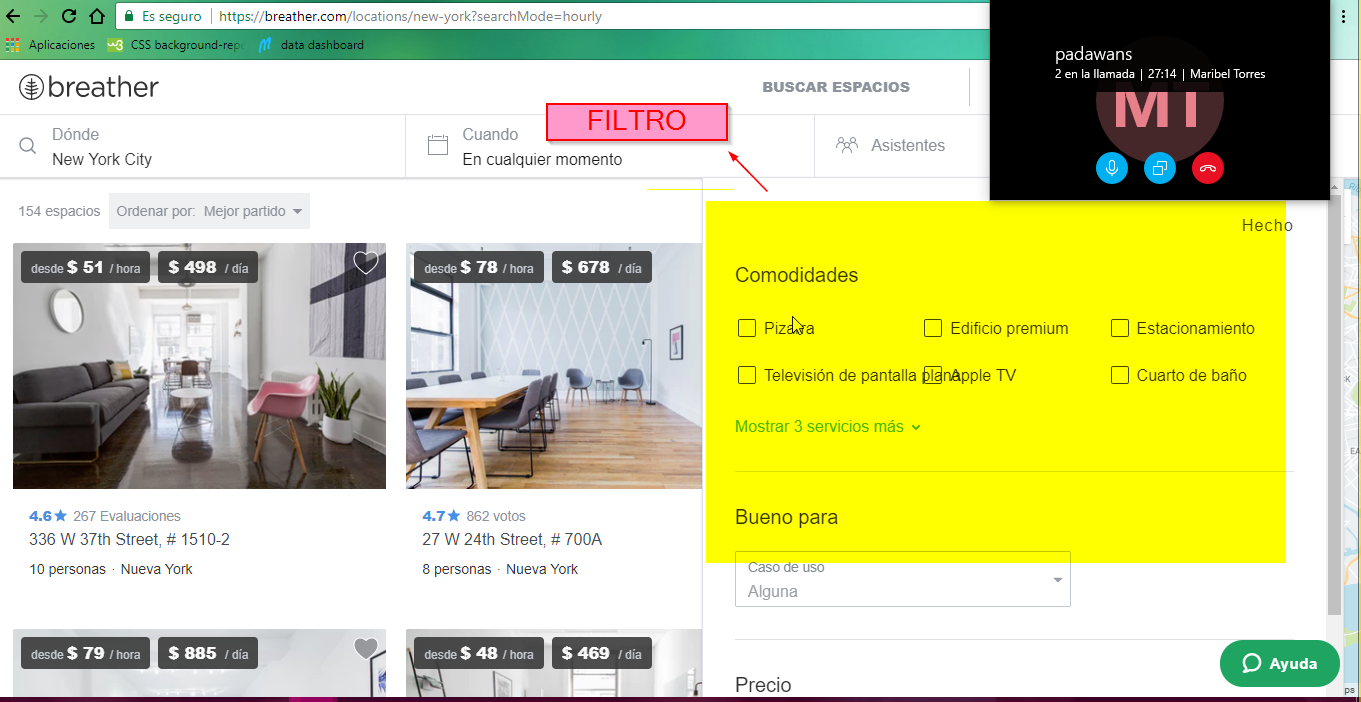 Es seguro | https://breather.com/locations/new-york?searchMode=hourly
Aplicaciones CSS background-rep data dashboard
padawans
2 en la llamada | 27:14 | Maribel Torres
MT
breather
BUSCAR ESPACIOS
FILTRO
Dónde
New York City
Cuando
En cualquier momento
Asistentes
154 espacios
Ordenar por: Mejor partido
Hecho
desde $ 51 / hora $ 498 / día
desde $ 78 / hora $ 678 / día
Comodidades
Pizarra
Edificio premium
Estacionamiento
Televisión de pantalla plana
Apple TV
Cuarto de baño
Mostrar 3 servicios más
4.6 267 Evaluaciones
336 W 37th Street, # 1510-2
10 personas · Nueva York
4.7 862 votos
27 W 24th Street, # 700A
8 personas · Nueva York
Bueno para
Caso de uso
Alguna
desde $ 79 / hora $ 885 / día
desde $ 48 / hora $ 469 / día
Precio
Ayuda